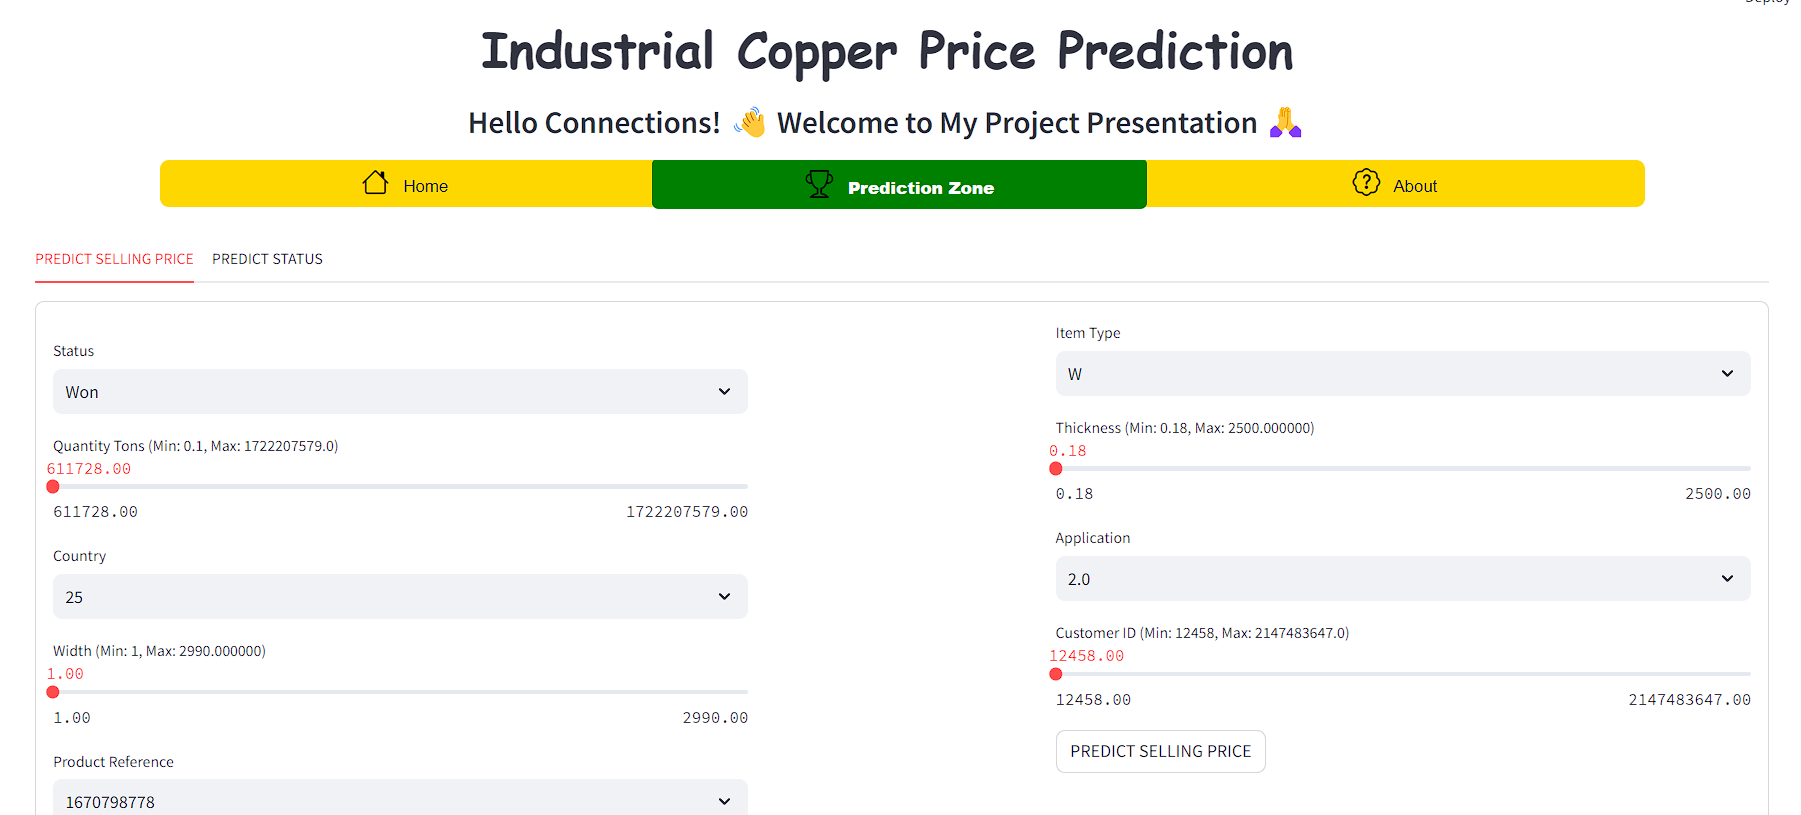 Deploy
Industrial Copper Price Prediction
Hello Connections! 👋 Welcome to My Project Presentation 🙏
Home
Prediction Zone
About
PREDICT SELLING PRICE
PREDICT STATUS
Status
Won
Quantity Tons (Min: 0.1, Max: 1722207579.0)
611728.00
611728.00
1722207579.00
Country
25
Width (Min: 1, Max: 2990.000000)
1.00
1.00
2990.00
Product Reference
1670798778
Item Type
W
Thickness (Min: 0.18, Max: 2500.000000)
0.18
0.18
2500.00
Application
2.0
Customer ID (Min: 12458, Max: 2147483647.0)
12458.00
12458.00
2147483647.00
PREDICT SELLING PRICE